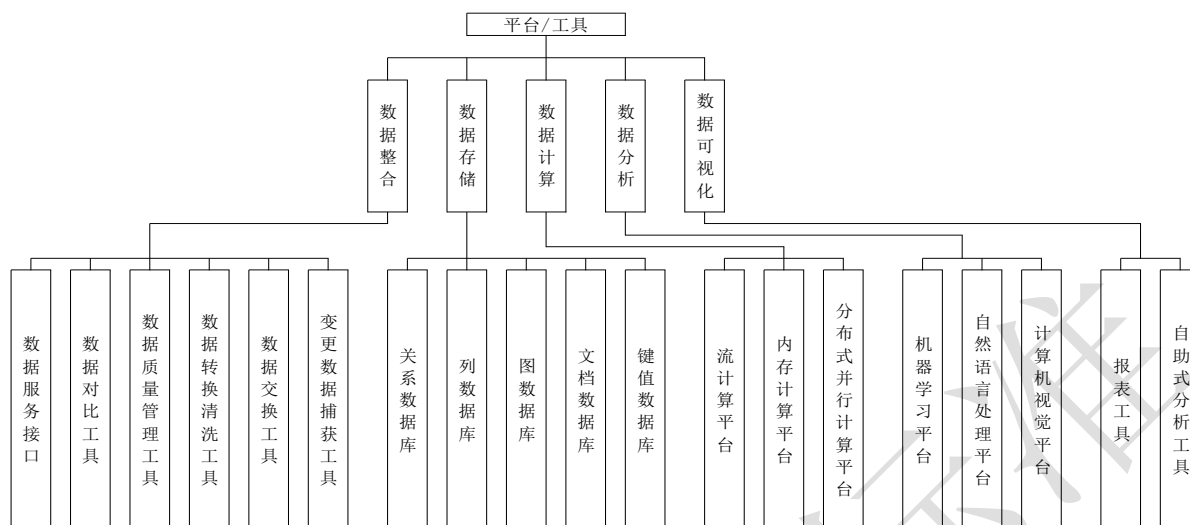 平台/工具
数据整合
数据存储
数据计算
数据分析
数据可视化
数据服务接口
数据对比工具
数据质量管理工具
数据转换清洗工具
数据交换工具
变更数据捕获工具
关系数据库
列数据库
图数据库
文档数据库
键值数据库
流计算平台
内存计算平台
分布式并行计算平台
机器学习平台
自然语言处理平台
计算机视觉平台
报表工具
自助式分析工具